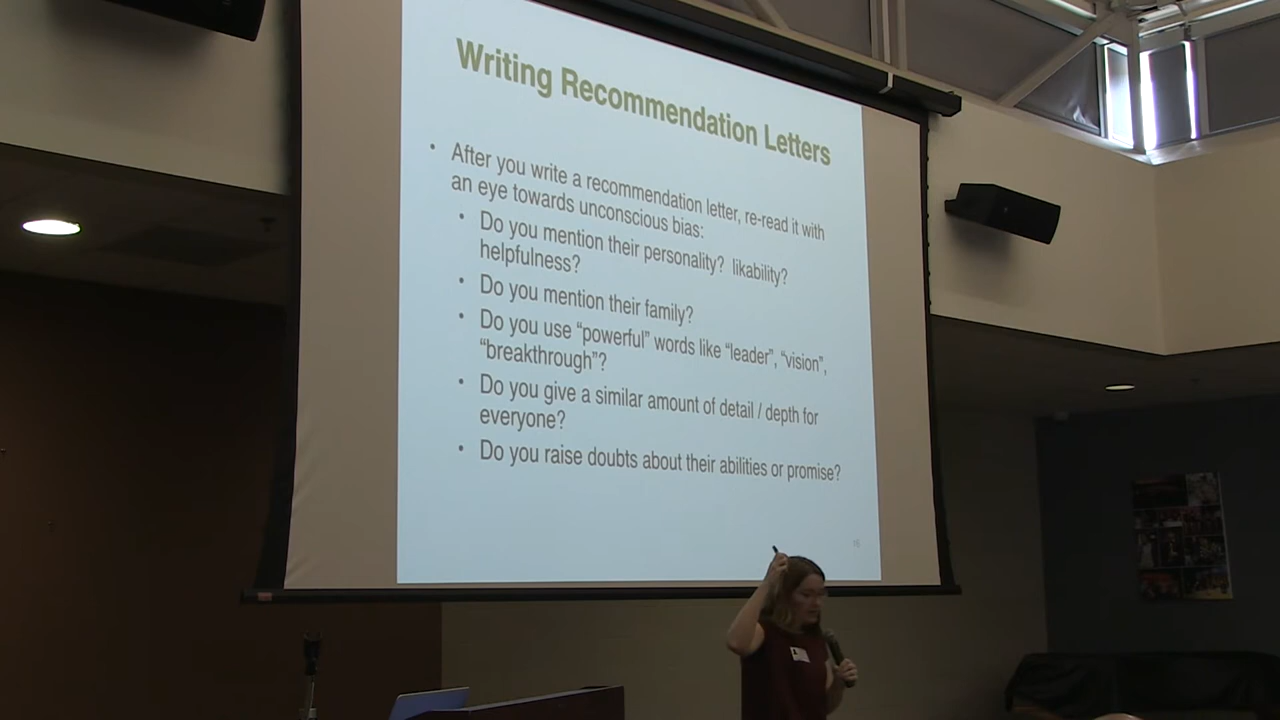 Writing Recommendation Letters
• After you write a recommendation letter, re-read it with
an eye towards unconscious bias:
• Do you mention their personality? likability?
helpfulness?
• Do you mention their family?
• Do you use “powerful” words like “leader”, “vision”,
“breakthrough”?
• Do you give a similar amount of detail / depth for
everyone?
• Do you raise doubts about their abilities or promise?